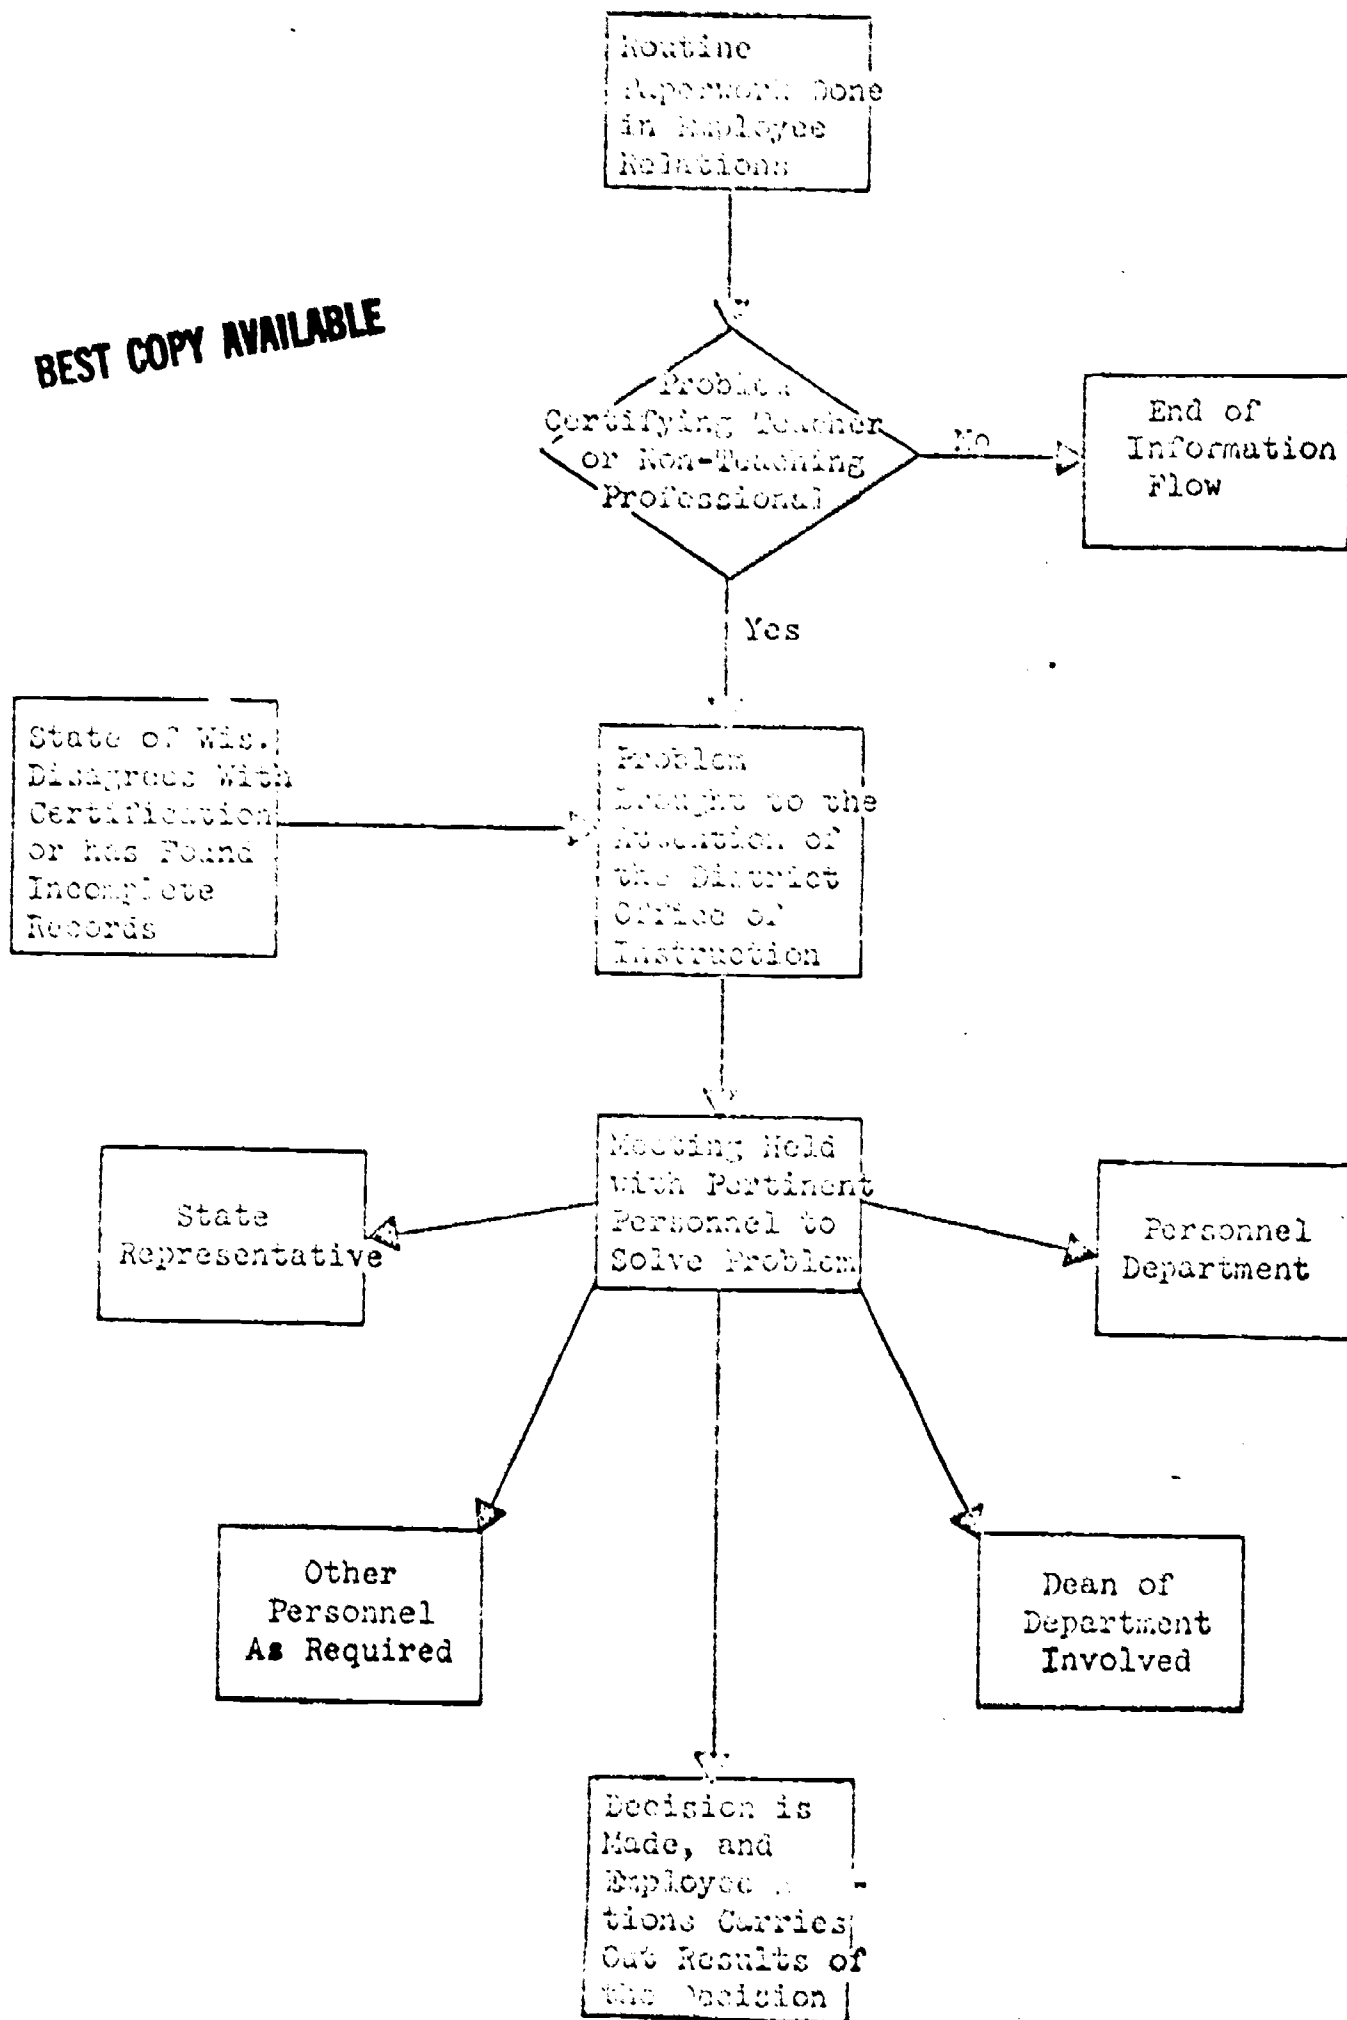 Routine
Paperwork Done
in Employee
Relations
BEST COPY AVAILABLE
Problem
Certifying Teacher
or Non-Teaching
Professional
No
End of
Information
Flow
Yes
State of Wis.
Disagrees With
Certification
or has Found
Incomplete
Records
Problem
Brought to the
Attention of
the District
Office of
Instruction
Meeting Held
with Pertinent
Personnel to
Solve Problem
State
Representative
Personnel
Department
Other
Personnel
As Required
Dean of
Department
Involved
Decision is
Made, and
Employee
tions Carries
Out Results of
the Decision